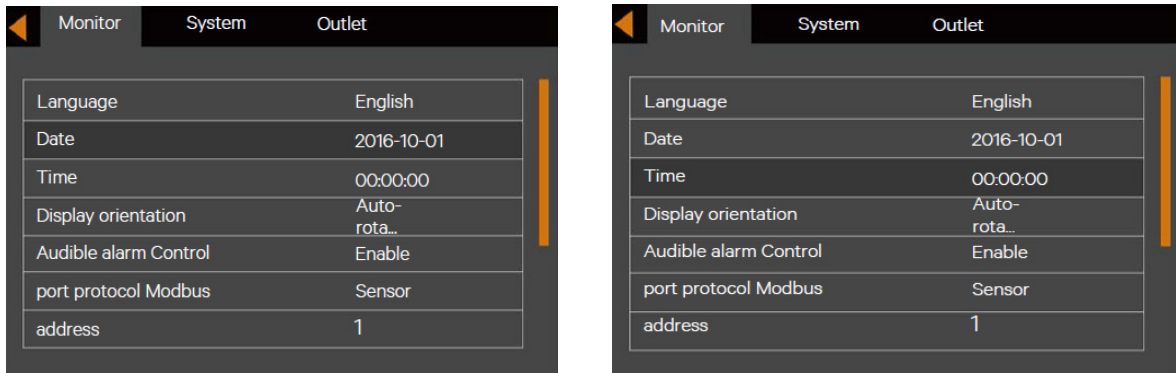 Monitor System Outlet
Language English
Date 2016-10-01
Time 00:00:00
Display orientation Auto-
rota...
Audible alarm Control Enable
port protocol Modbus Sensor
address 1
Monitor System Outlet
Language English
Date 2016-10-01
Time 00:00:00
Display orientation Auto-
rota...
Audible alarm Control Enable
port protocol Modbus Sensor
address 1